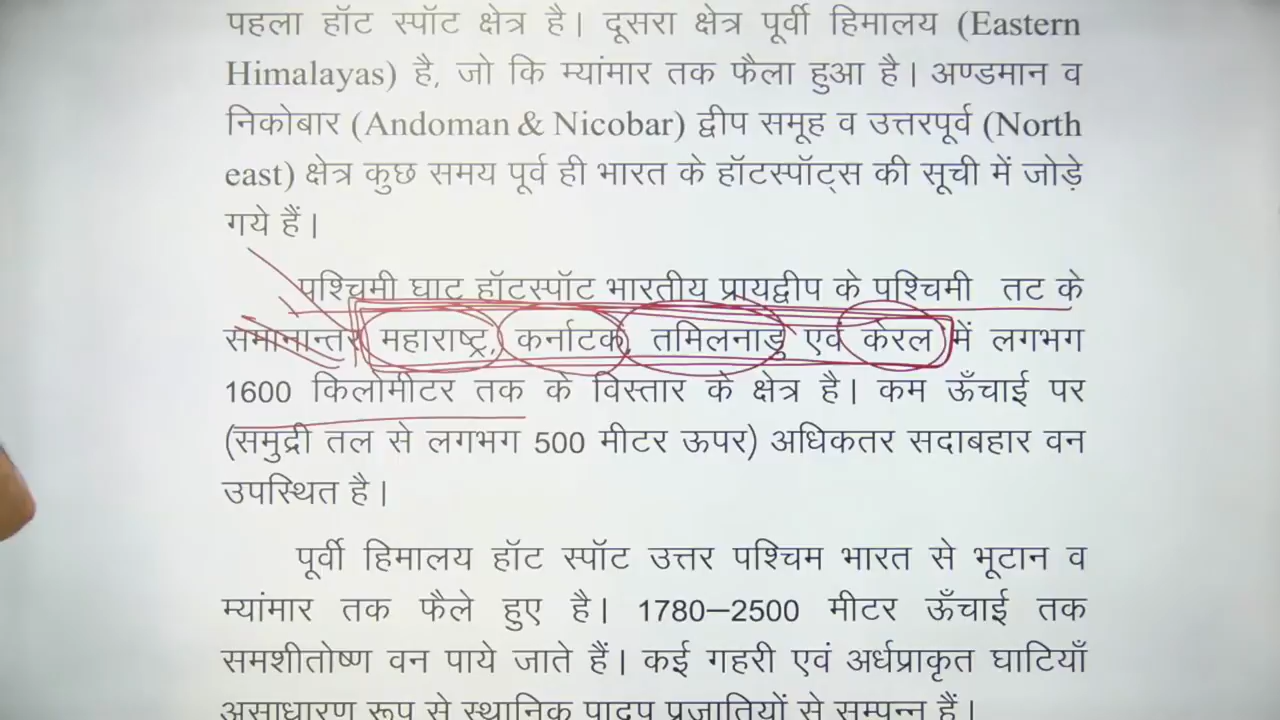 पहला हॉट स्पॉट क्षेत्र है। दूसरा क्षेत्र पूर्वी हिमालय (Eastern
Himalayas) है, जो कि म्यांमार तक फैला हुआ है। अण्डमान व
निकोबार (Andoman & Nicobar) द्वीप समूह व उत्तरपूर्व (North
east) क्षेत्र कुछ समय पूर्व ही भारत के हॉटस्पॉट्स की सूची में जोड़े
गये हैं।
पश्चिमी घाट हॉटस्पॉट भारतीय प्रायद्वीप के पश्चिमी तट के
समानान्तर महाराष्ट्र, कर्नाटक, तमिलनाडु एवं केरल में लगभग
1600 किलोमीटर तक के विस्तार के क्षेत्र है। कम ऊँचाई पर
(समुद्री तल से लगभग 500 मीटर ऊपर) अधिकतर सदाबहार वन
उपस्थित है।
पूर्वी हिमालय हॉट स्पॉट उत्तर पश्चिम भारत से भूटान व
म्यांमार तक फैले हुए है। 1780–2500 मीटर ऊँचाई तक
समशीतोष्ण वन पाये जाते हैं। कई गहरी एवं अर्धप्राकृत घाटियाँ
असाधारण रूप से स्थानिक पादप प्रजातियों से सम्पन्न हैं।